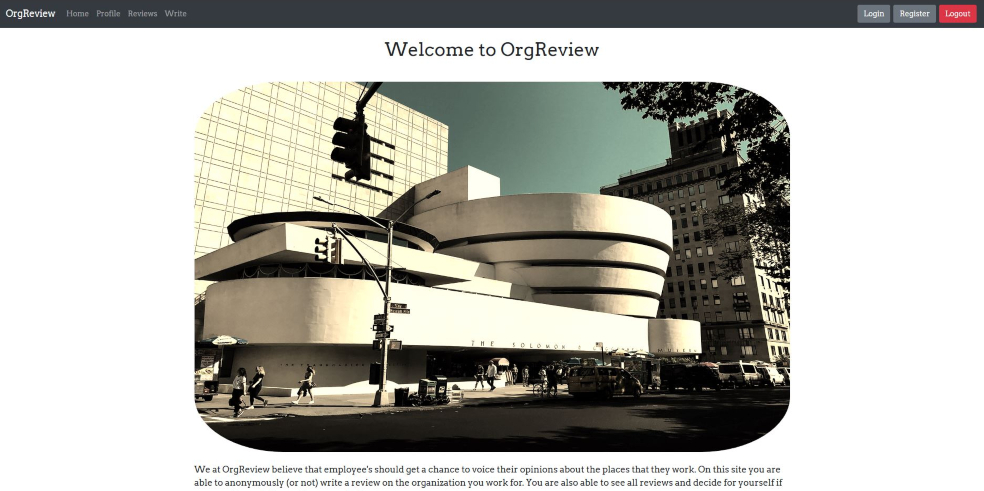 OrgReview Home Profile Reviews Write Login Register Logout
Welcome to OrgReview
THE SOLOMON
We at OrgReview believe that employee's should get a chance to voice their opinions about the places that they work. On this site you are
able to anonymously (or not) write a review on the organization you work for. You are also able to see all reviews and decide for yourself if